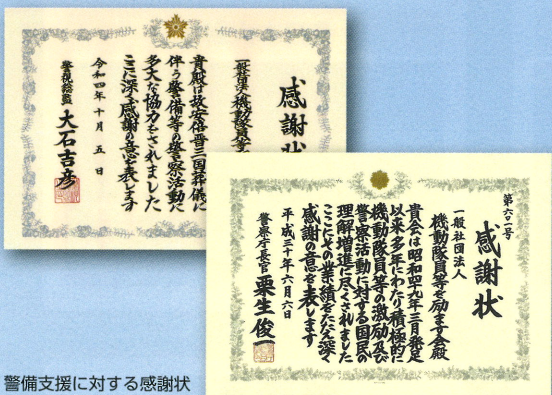 感謝状
一般社団法人機動隊員等
貴殿は故安倍晋三国葬儀に
伴う警備等の警察活動に
多大な協力をされました
ここに深く感謝の意を表します
令和四年十月五日
警視総監 大石吉彦
第六〇二号
感謝状
一般社団法人
機動隊員等を励ます会殿
貴会は昭和四十九年三月発足
以来多年にわたり積極的に
機動隊員等の激励及び
警察活動に対する国民の
理解増進に尽くされました
ここにその業績をたたえ深く
感謝の意を表します
平成三十年六月六日
警察庁長官 栗生俊一
警備支援に対する感謝状